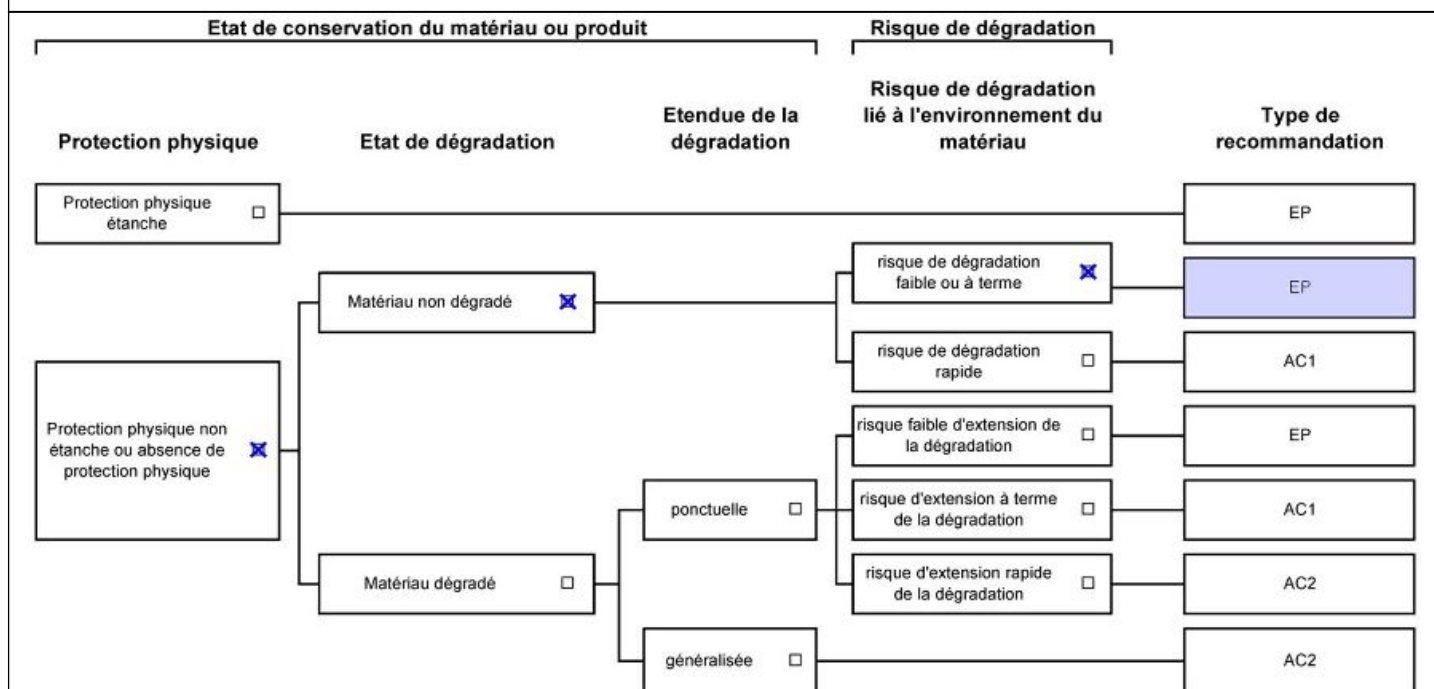 Etat de conservation du matériau ou produit
Risque de dégradation
Protection physique
Etat de dégradation
Etendue de la
dégradation
Risque de dégradation
lié à l'environnement du
matériau
Type de
recommandation
Protection physique
étanche
EP
risque de dégradation
faible ou à terme
EP
Matériau non dégradé
risque de dégradation
rapide
AC1
Protection physique non
étanche ou absence de
protection physique
risque faible d'extension de
la dégradation
EP
ponctuelle
risque d'extension à terme
de la dégradation
AC1
Matériau dégradé
risque d'extension rapide
de la dégradation
AC2
généralisée
AC2